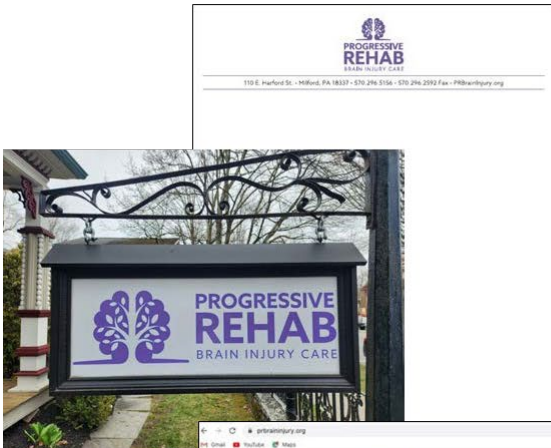 PROGRESSIVE
REHAB
BRAIN INJURY CARE
110 E. Harford St. - Milford, PA 18337 - 570.296.5156 - 570.296.2592 Fax - PRBrainInjury.org
PROGRESSIVE
REHAB
BRAIN INJURY CARE
prbraininjury.org
Gmail YouTube Maps